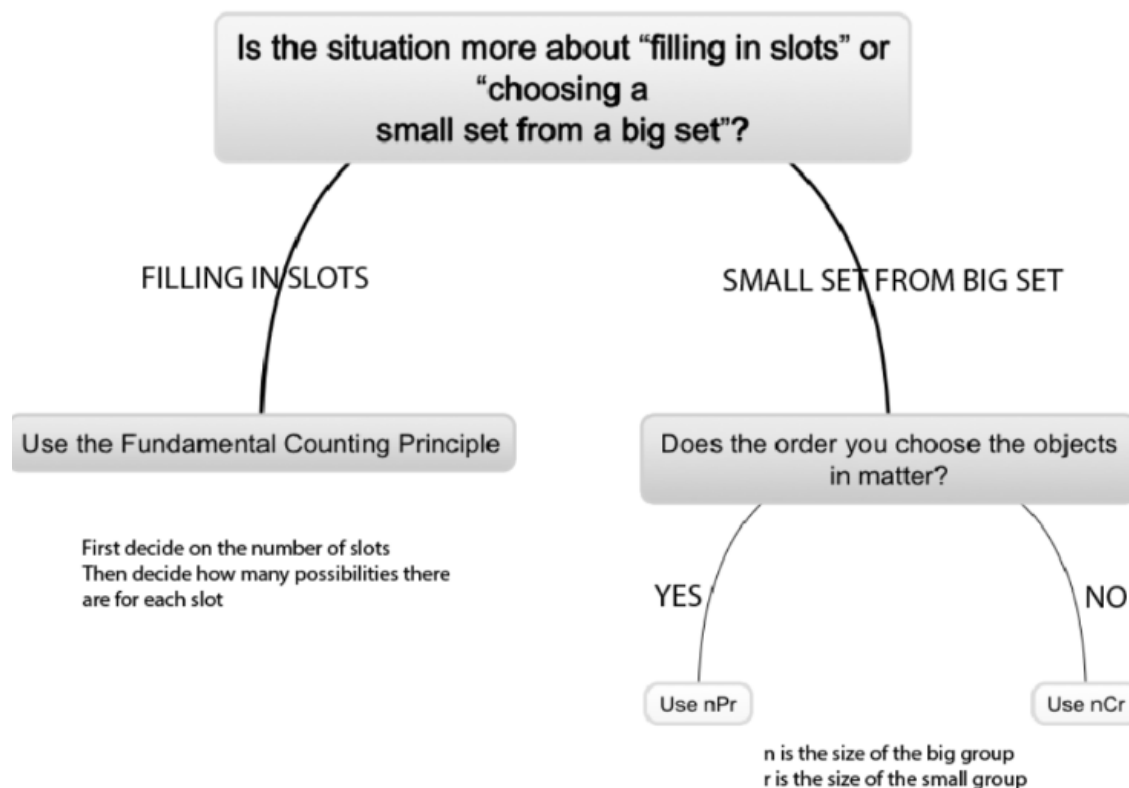 Is the situation more about “filling in slots” or
“choosing a
small set from a big set”?
FILLING IN SLOTS
SMALL SET FROM BIG SET
Use the Fundamental Counting Principle
Does the order you choose the objects
in matter?
First decide on the number of slots
Then decide how many possibilities there
are for each slot
YES
NO
Use nPr
Use nCr
n is the size of the big group
r is the size of the small group